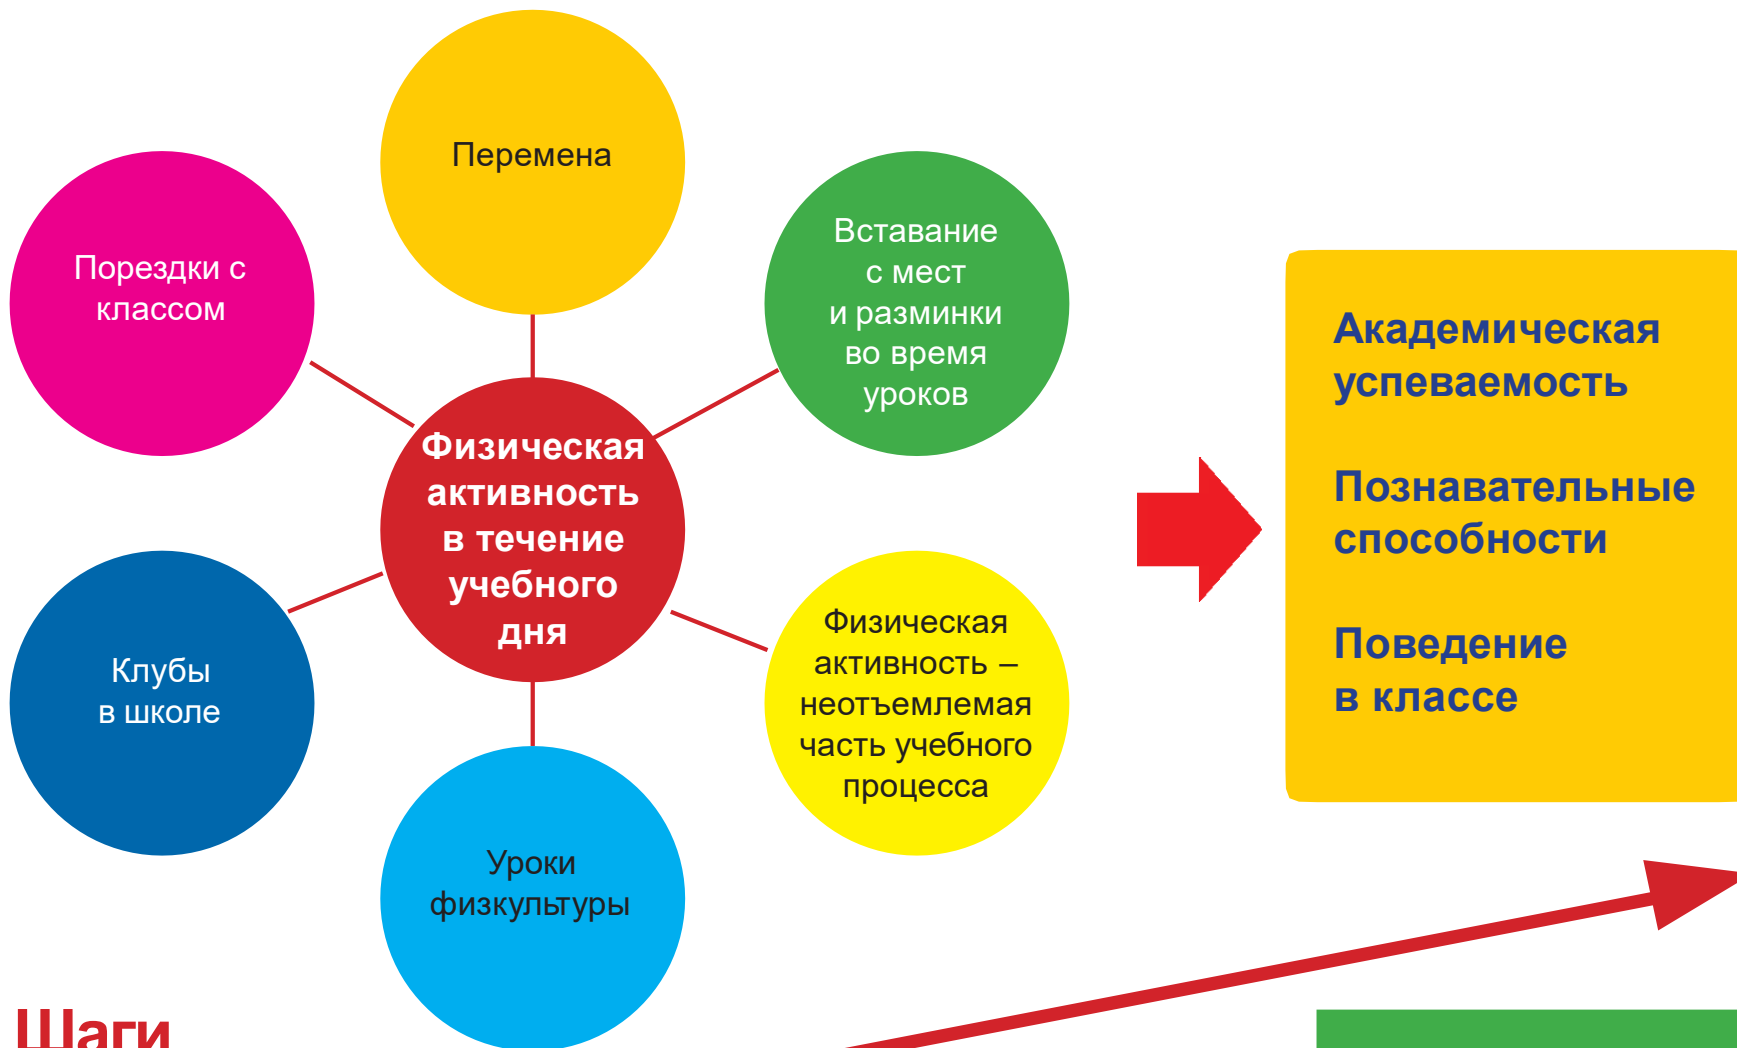 Перемена
Порездки с
классом
Вставание
с мест
и разминки
во время
уроков
Физическая
активность
в течение
учебного
дня
Клубы
в школе
Физическая
активность –
неотъемлемая
часть учебного
процесса
Уроки
физкультуры
Академическая
успеваемость
Познавательные
способности
Поведение
в классе
Шаги